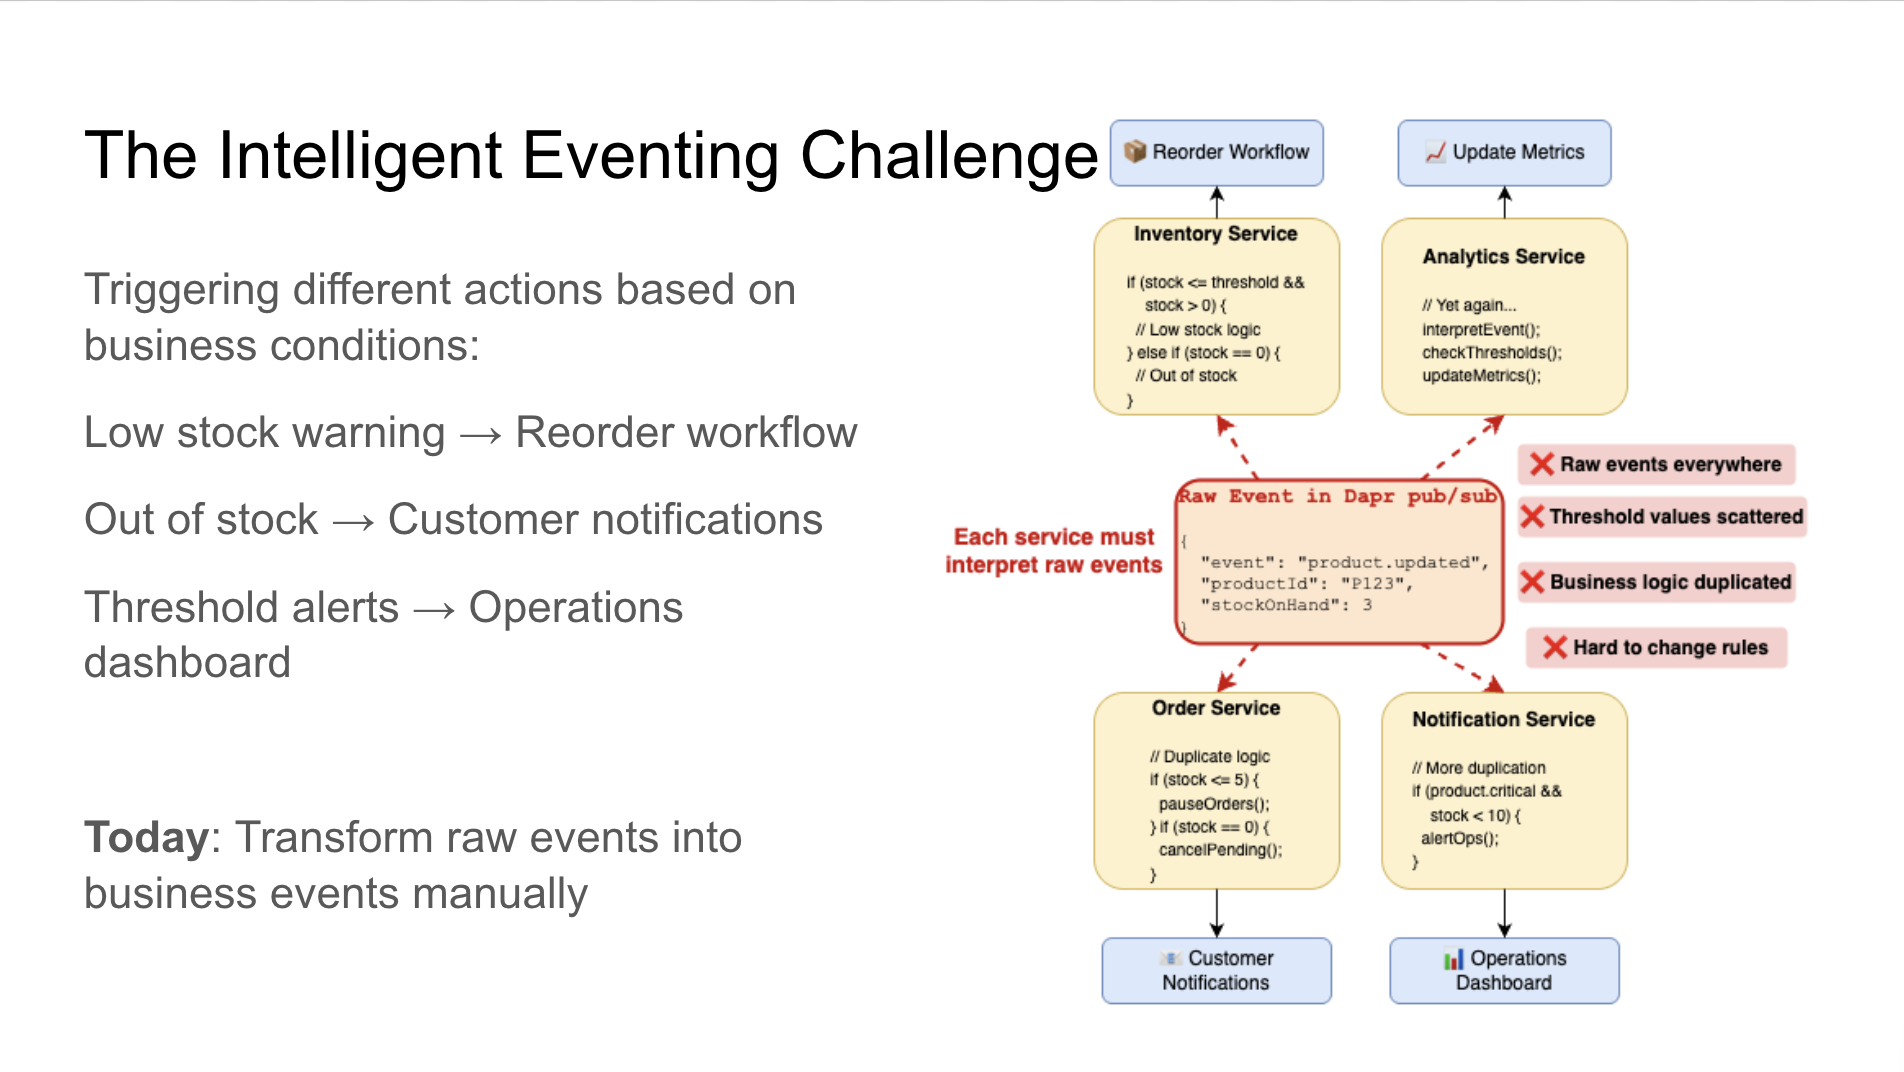 The Intelligent Eventing Challenge
Triggering different actions based on
business conditions:
Low stock warning → Reorder workflow
Out of stock → Customer notifications
Threshold alerts → Operations
dashboard
Today: Transform raw events into
business events manually
📦 Reorder Workflow
📈 Update Metrics
Inventory Service
if (stock <= threshold &&
stock > 0) {
// Low stock logic
} else if (stock == 0) {
// Out of stock
}
Analytics Service
// Yet again...
interpretEvent();
checkThresholds();
updateMetrics();
Each service must
interpret raw events
Raw Event in Dapr pub/sub
{
"event": "product.updated",
"productId": "P123",
"stockOnHand": 3
}
❌ Raw events everywhere
❌ Threshold values scattered
❌ Business logic duplicated
❌ Hard to change rules
Order Service
// Duplicate logic
if (stock <= 5) {
pauseOrders();
} if (stock == 0) {
cancelPending();
}
Notification Service
// More duplication
if (product.critical &&
stock < 10) {
alertOps();
}
📧 Customer
Notifications
📊 Operations
Dashboard